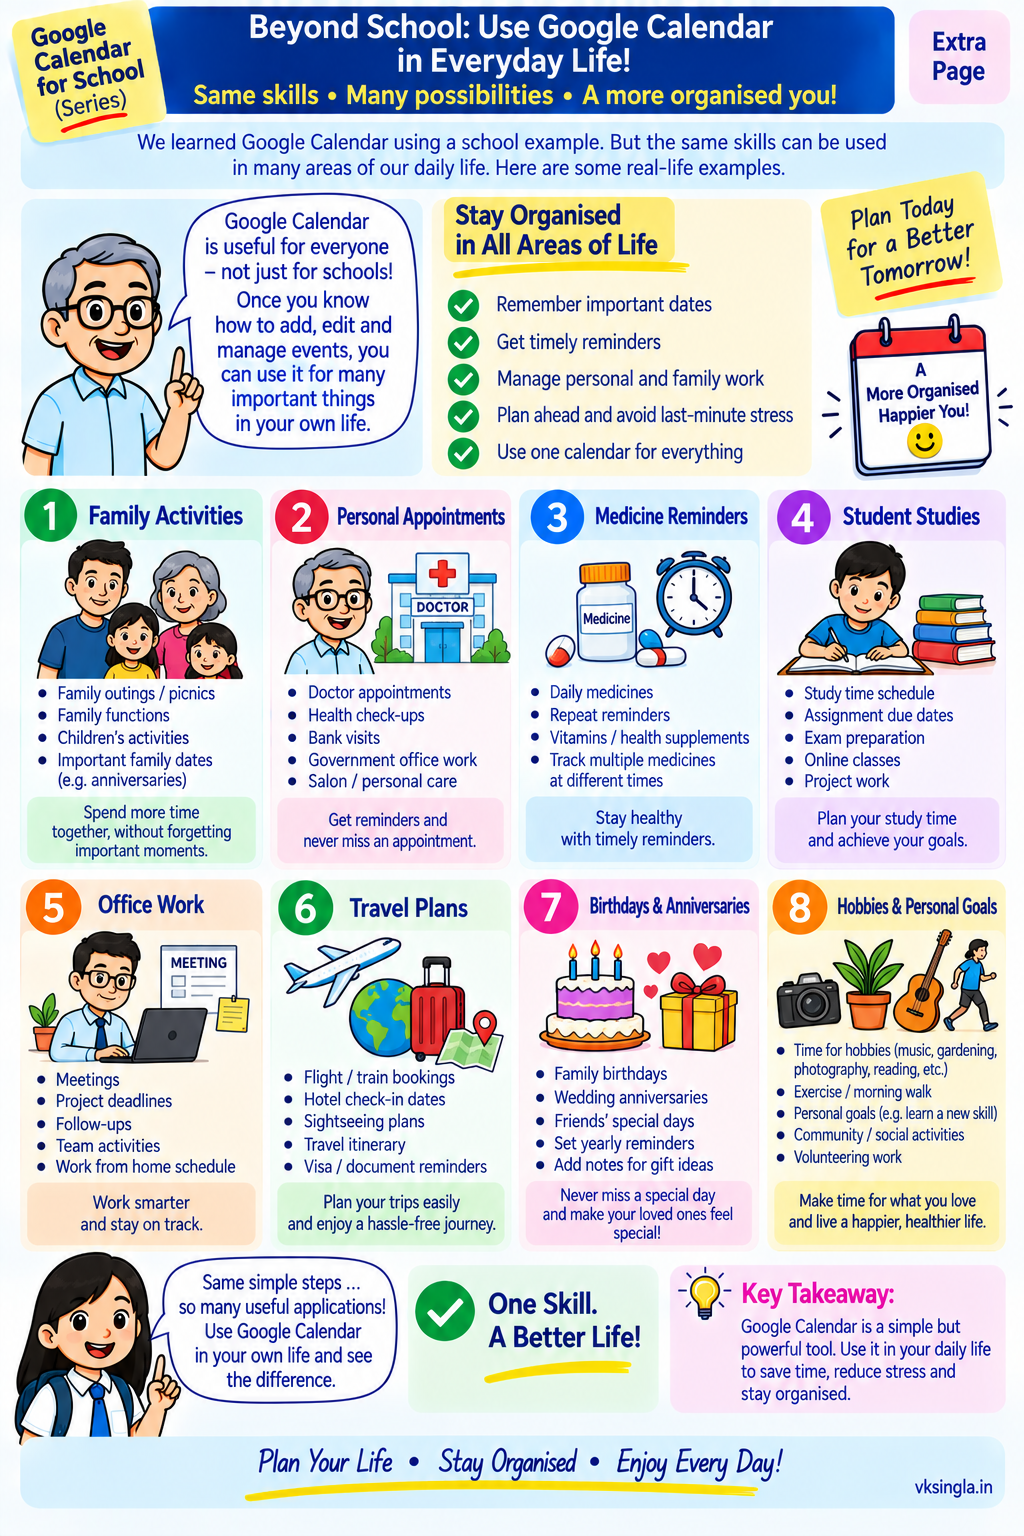 Google
Calendar
for School
(Series)
Beyond School: Use Google Calendar
in Everyday Life!
Same skills • Many possibilities • A more organised you!
Extra
Page
We learned Google Calendar using a school example. But the same skills can be used
in many areas of our daily life. Here are some real-life examples.
Google Calendar
is useful for everyone
– not just for schools!
Once you know
how to add, edit and
manage events, you
can use it for many
important things
in your own life.
Stay Organised
in All Areas of Life
Remember important dates
Get timely reminders
Manage personal and family work
Plan ahead and avoid last-minute stress
Use one calendar for everything
Plan Today
for a Better
Tomorrow!
A
More Organised
Happier You!
1 Family Activities
• Family outings / picnics
• Family functions
• Children's activities
• Important family dates
(e.g. anniversaries)
Spend more time
together, without forgetting
important moments.
2 Personal Appointments
DOCTOR
• Doctor appointments
• Health check-ups
• Bank visits
• Government office work
• Salon / personal care
Get reminders and
never miss an appointment.
3 Medicine Reminders
Medicine
• Daily medicines
• Repeat reminders
• Vitamins / health supplements
• Track multiple medicines
at different times
Stay healthy
with timely reminders.
4 Student Studies
• Study time schedule
• Assignment due dates
• Exam preparation
• Online classes
• Project work
Plan your study time
and achieve your goals.
5 Office Work
MEETING
• Meetings
• Project deadlines
• Follow-ups
• Team activities
• Work from home schedule
Work smarter
and stay on track.
6 Travel Plans
• Flight / train bookings
• Hotel check-in dates
• Sightseeing plans
• Travel itinerary
• Visa / document reminders
Plan your trips easily
and enjoy a hassle-free journey.
7 Birthdays & Anniversaries
• Family birthdays
• Wedding anniversaries
• Friends' special days
• Set yearly reminders
• Add notes for gift ideas
Never miss a special day
and make your loved ones feel
special!
8 Hobbies & Personal Goals
• Time for hobbies (music, gardening,
photography, reading, etc.)
• Exercise / morning walk
• Personal goals (e.g. learn a new skill)
• Community / social activities
• Volunteering work
Make time for what you love
and live a happier, healthier life.
Same simple steps ...
so many useful applications!
Use Google Calendar
in your own life and see
the difference.
One Skill.
A Better Life!
Key Takeaway:
Google Calendar is a simple but
powerful tool. Use it in your daily life
to save time, reduce stress and
stay organised.
Plan Your Life • Stay Organised • Enjoy Every Day!
vksingla.in